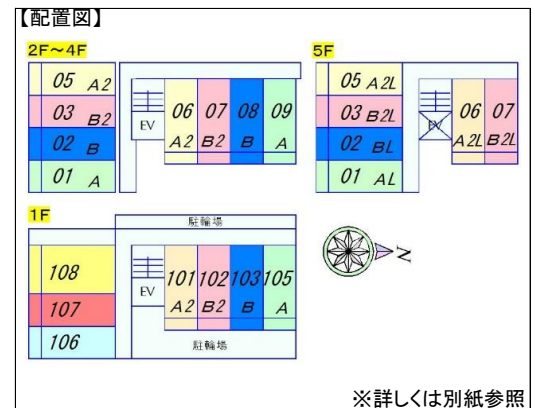 【配置図】
2F～4F
05 A2
03 B2
02 B
01 A
EV
06 07 08 09
A2 B2 B A
5F
05 A2L
03 B2L
02 BL
01 AL
EV
06 07
A2L B2L
1F
駐輪場
108
107
106
EV
101 102 103 105
A2 B2 B A
駐輪場
N
※詳しくは別紙参照